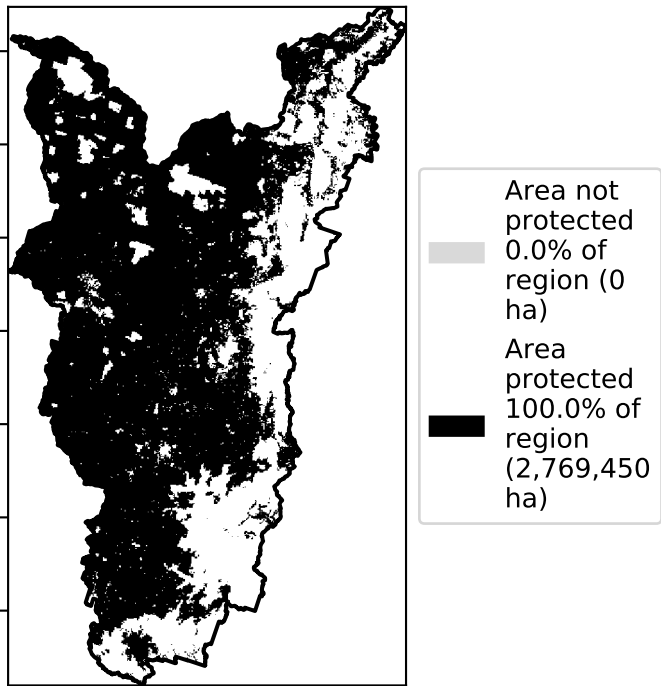 Area not
protected
0.0% of
region (0
ha)
Area
protected
100.0% of
region
(2,769,450
ha)